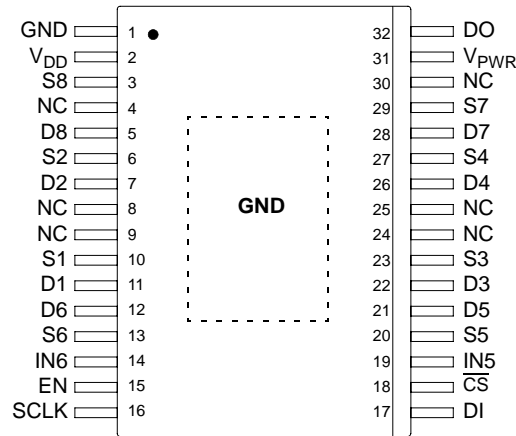 GND 1 32 DO
VDD 2 31 VPWR
S8 3 30 NC
NC 4 29 S7
D8 5 28 D7
S2 6 27 S4
D2 7 26 D4
NC 8 25 NC
GND
NC 9 24 NC
S1 10 23 S3
D1 11 22 D3
D6 12 21 D5
S6 13 20 S5
IN6 14 19 IN5
EN 15 18 C̅S̅
SCLK 16 17 DI